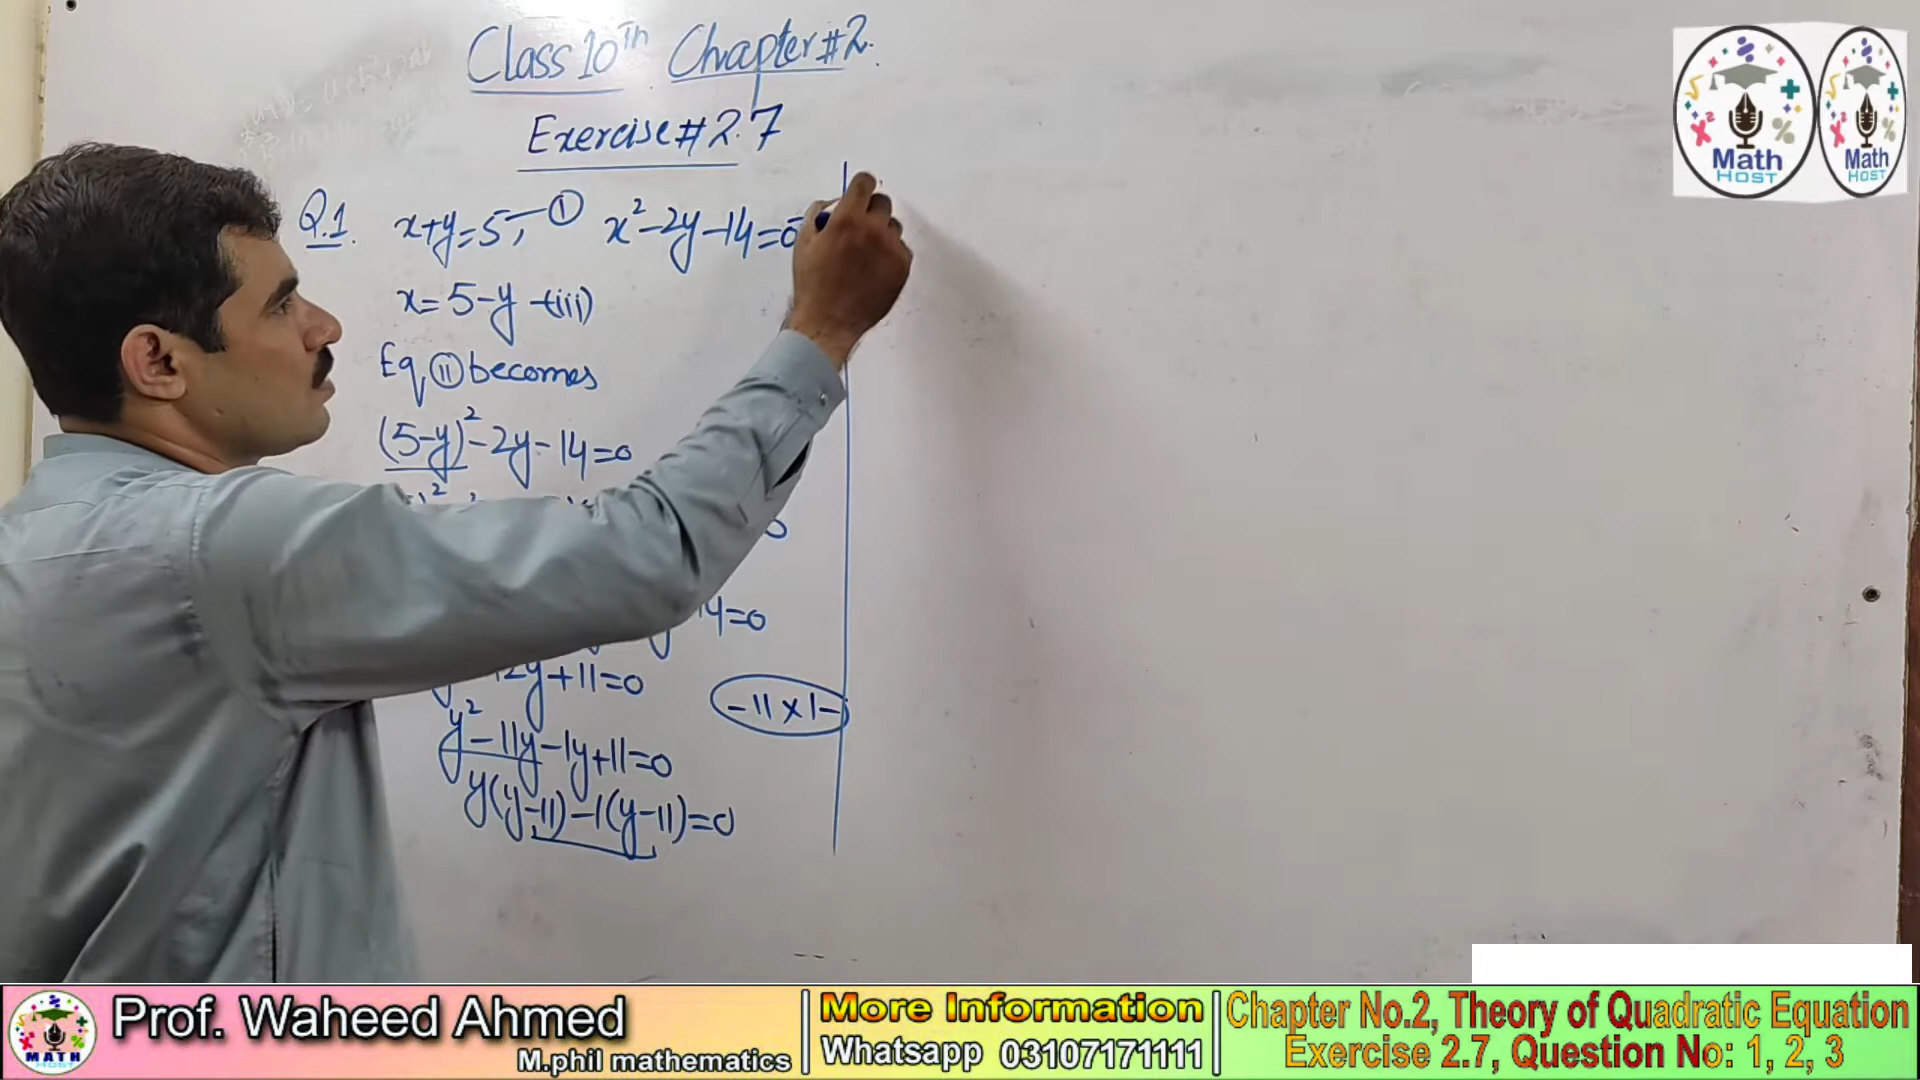 Class 10th Chapter #2.
Exercise #2.7
Q.1. x+y=5, — ① x²-2y-14=0
x= 5-y -(iii)
Eq ⑪ becomes
(5-y)²-2y-14=0
4=0
2y+11=0
y²-11y-1y+11=0
-11×1-
y(y-11)-1(y-11)=0
Math
HOST
Math
HOST
MATH
HOST
Prof. Waheed Ahmed
M.phil mathematics
More Information
Whatsapp 03107171111
Chapter No.2, Theory of Quadratic Equation
Exercise 2.7, Question No: 1, 2, 3